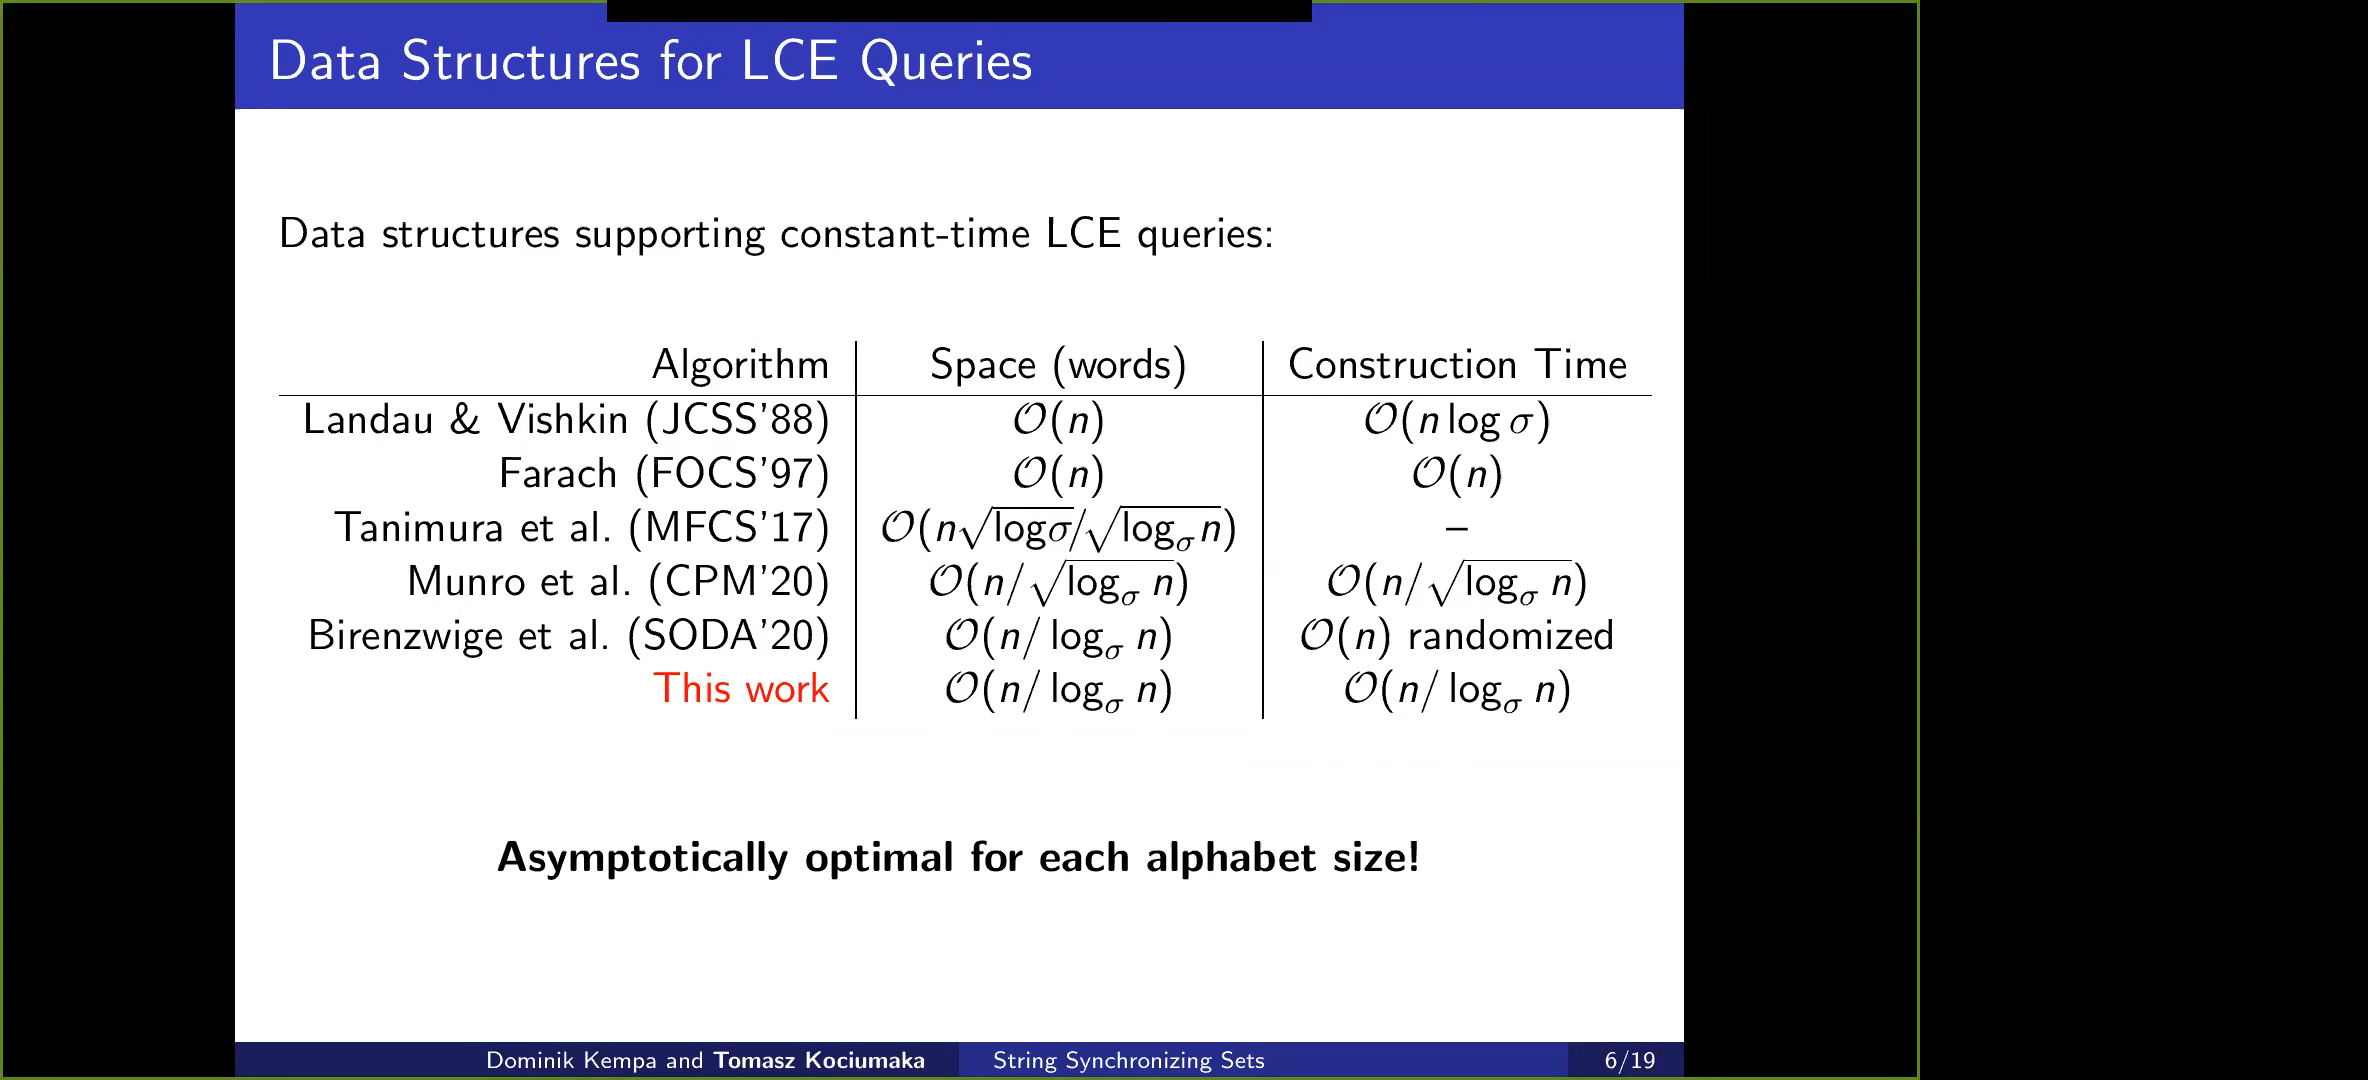 Data Structures for LCE Queries
Data structures supporting constant-time LCE queries:
Algorithm Space (words) Construction Time
Landau & Vishkin (JCSS'88) O(n) O(n log σ)
Farach (FOCS'97) O(n) O(n)
Tanimura et al. (MFCS'17) O(n√logσ/√log_σ n) –
Munro et al. (CPM'20) O(n/√log_σ n) O(n/√log_σ n)
Birenzwige et al. (SODA'20) O(n/ log_σ n) O(n) randomized
This work O(n/ log_σ n) O(n/ log_σ n)
Asymptotically optimal for each alphabet size!
Dominik Kempa and Tomasz Kociumaka String Synchronizing Sets 6/19